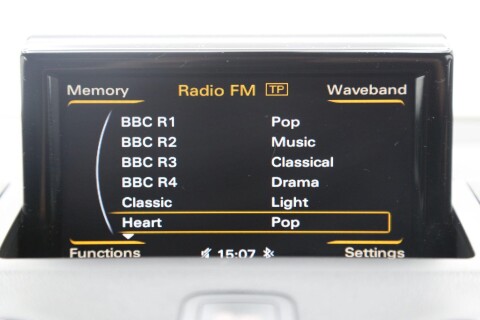 Memory Radio FM TP Waveband
BBC R1 Pop
BBC R2 Music
BBC R3 Classical
BBC R4 Drama
Classic Light
Heart Pop
Functions 15:07 Settings